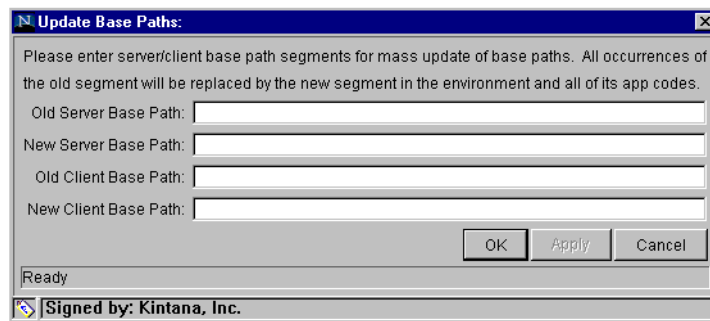 Update Base Paths:
Please enter server/client base path segments for mass update of base paths. All occurrences of
the old segment will be replaced by the new segment in the environment and all of its app codes.
Old Server Base Path:
New Server Base Path:
Old Client Base Path:
New Client Base Path:
OK Apply Cancel
Ready
Signed by: Kintana, Inc.